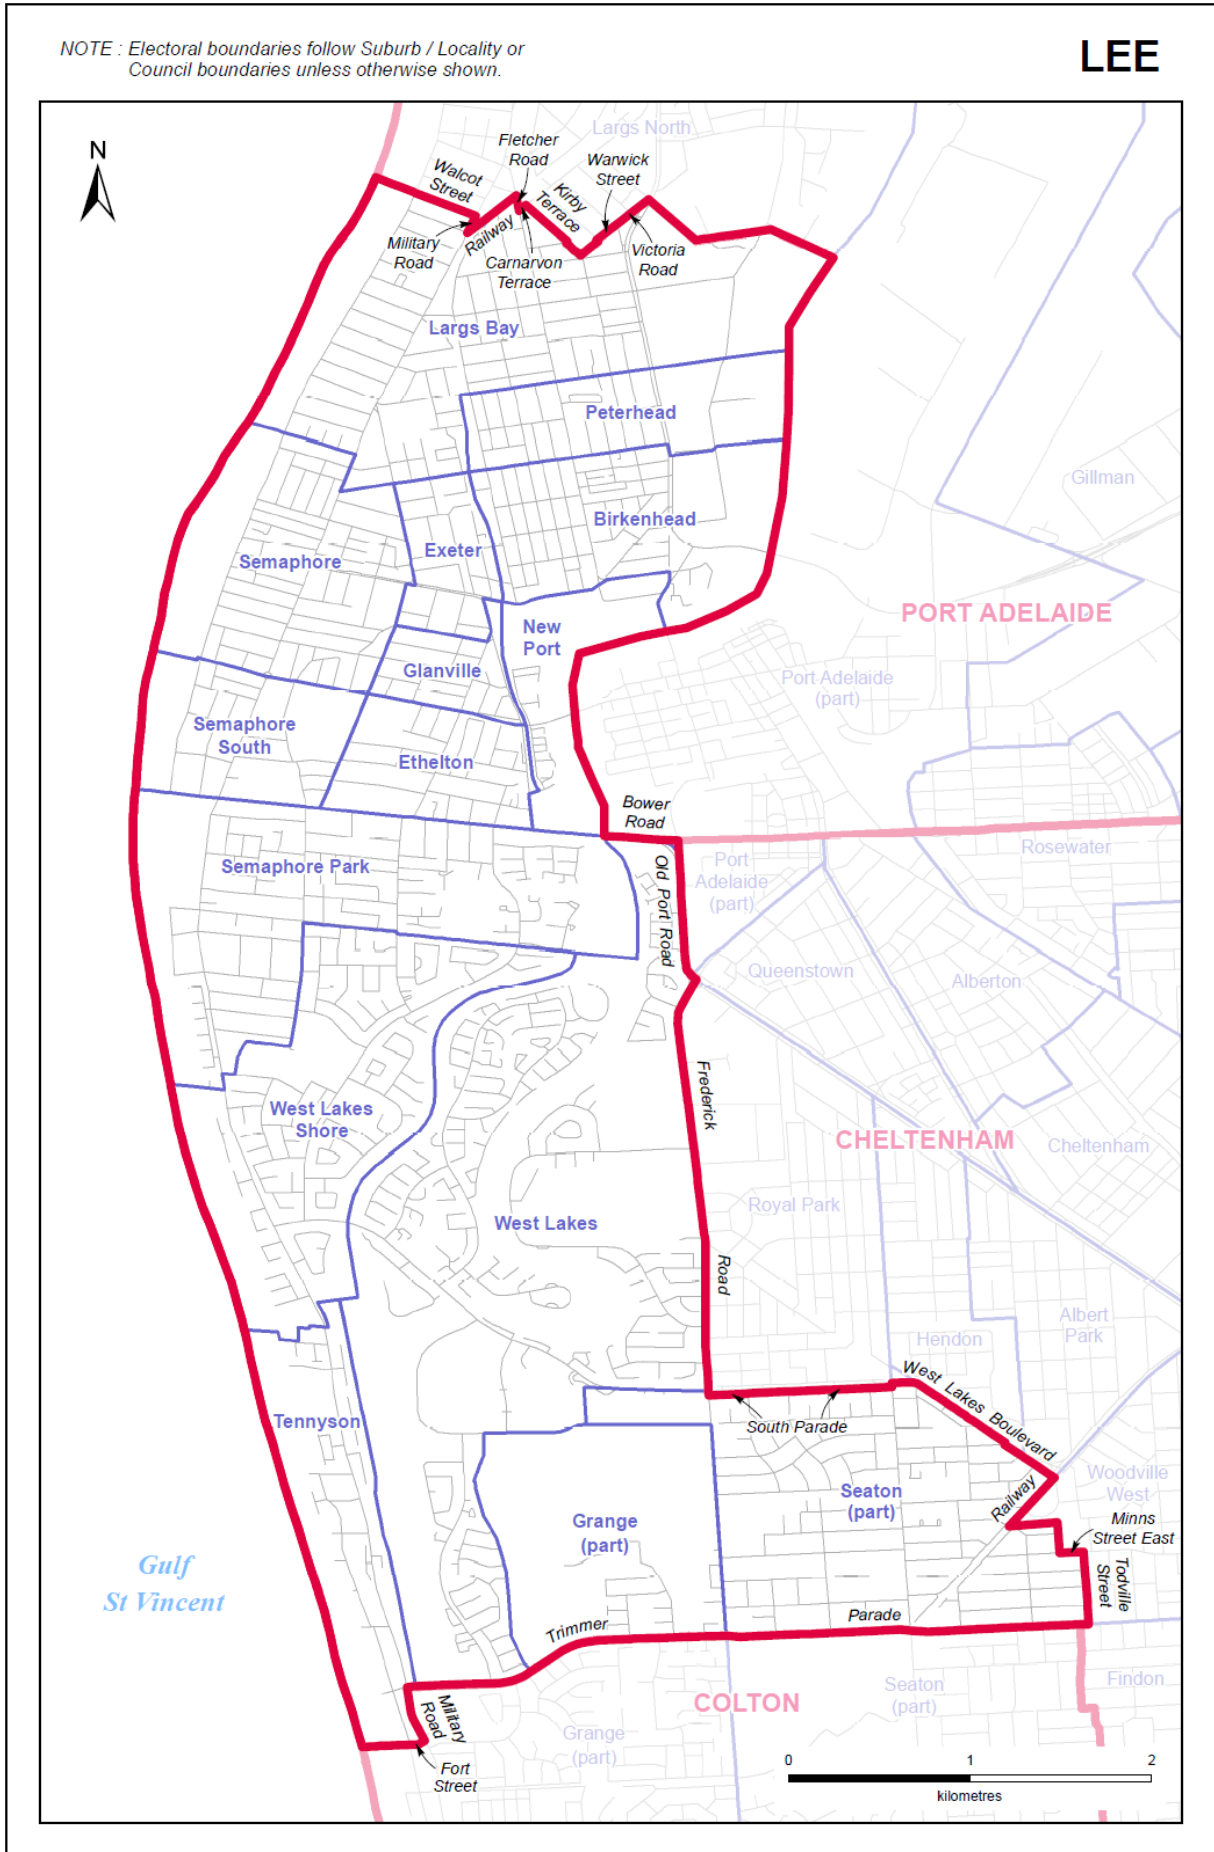 NOTE : Electoral boundaries follow Suburb / Locality or
Council boundaries unless otherwise shown.
LEE
N
Largs North
Fletcher
Road
Warwick
Street
Walcot
Street
Kirby
Terrace
Military
Road
Railway
Carnarvon
Terrace
Victoria
Road
Largs Bay
Peterhead
Gillman
Birkenhead
Exeter
Semaphore
PORT ADELAIDE
New
Port
Glanville
Port Adelaide
(part)
Semaphore
South
Ethelton
Bower
Road
Rosewater
Semaphore Park
Port
Adelaide
(part)
Old Port Road
Queenstown
Alberton
Frederick
West Lakes
Shore
CHELTENHAM
Cheltenham
Royal Park
West Lakes
Road
Albert
Park
Hendon
West Lakes Boulevard
Tennyson
South Parade
Seaton
(part)
Woodville
West
Railway
Grange
(part)
Minns
Street East
Gulf
St Vincent
Todville
Street
Trimmer
Parade
Military
Road
COLTON
Seaton
(part)
Findon
Grange
(part)
Fort
Street
0 1 2
kilometres